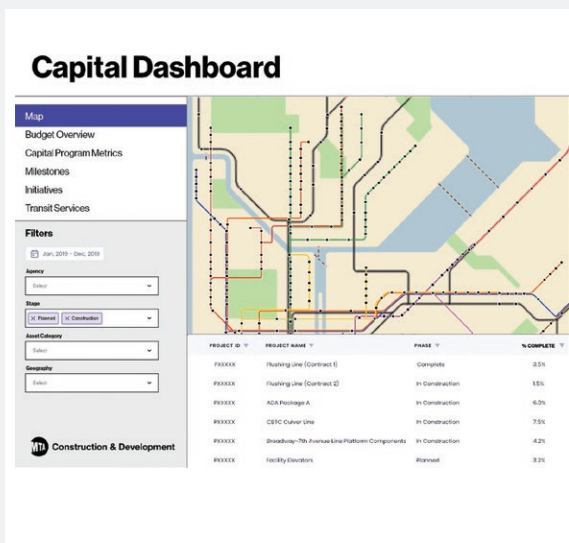 Capital Dashboard
Map
Budget Overview
Capital Program Metrics
Milestones
Initiatives
Transit Services
Filters
Jan, 2019 - Dec, 2019
Agency
Select
Stage
× Planned × Construction
Asset Category
Select
Geography
Select
MTA Construction & Development
PROJECT ID PROJECT NAME PHASE % COMPLETE
PXXXXX Flushing Line (Contract 1) Complete 3.5%
PXXXXX Flushing Line (Contract 2) In Construction 1.5%
PXXXXX ADA Package A In Construction 6.0%
PXXXXX CBTC Culver Line In Construction 7.5%
PXXXXX Broadway-7th Avenue Line Platform Components In Construction 4.2%
PXXXXX Facility Elevators Planned 3.2%